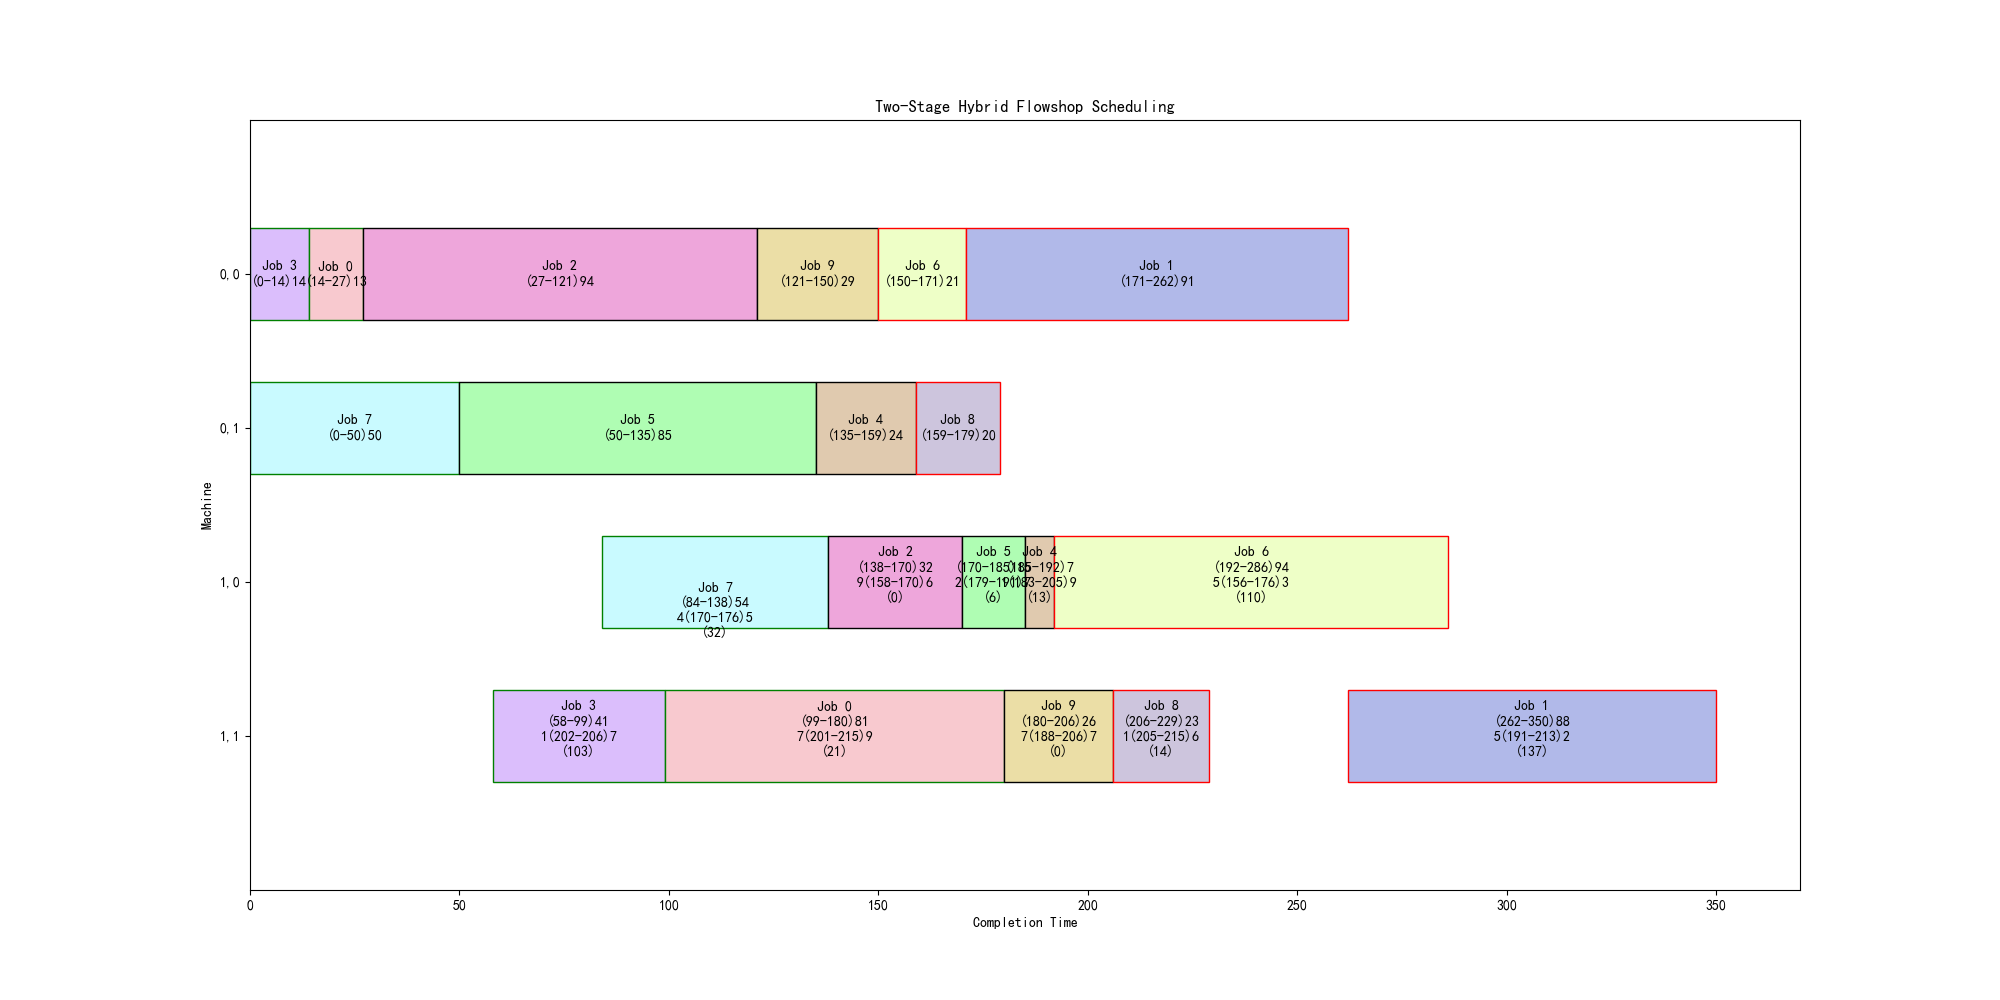 Two-Stage Hybrid Flowshop Scheduling
Machine
0,0
Job 3
(0-14)14
Job 0
(14-27)13
Job 2
(27-121)94
Job 9
(121-150)29
Job 6
(150-171)21
Job 1
(171-262)91
0,1
Job 7
(0-50)50
Job 5
(50-135)85
Job 4
(135-159)24
Job 8
(159-179)20
1,0
Job 7
(84-138)54
4(170-176)5
(32)
Job 2
(138-170)32
9(158-170)6
(0)
Job 5
(170-185)15
2(179-191)7
(6)
Job 4
(185-192)7
9(183-205)9
(13)
Job 6
(192-286)94
5(156-176)3
(110)
1,1
Job 3
(58-99)41
1(202-206)7
(103)
Job 0
(99-180)81
7(201-215)9
(21)
Job 9
(180-206)26
7(188-206)7
(0)
Job 8
(206-229)23
1(205-215)6
(14)
Job 1
(262-350)88
5(191-213)2
(137)
0 50 100 150 200 250 300 350
Completion Time